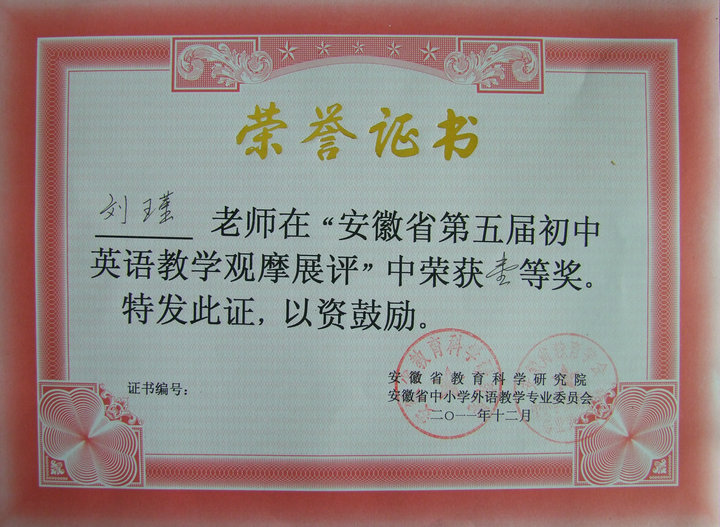 荣誉证书
刘瑾 老师在“安徽省第五届初中
英语教学观摩展评”中荣获壹等奖。
特发此证，以资鼓励。
证书编号：
安徽省教育科学研究院
安徽省中小学外语教学专业委员会
二〇一一年十二月